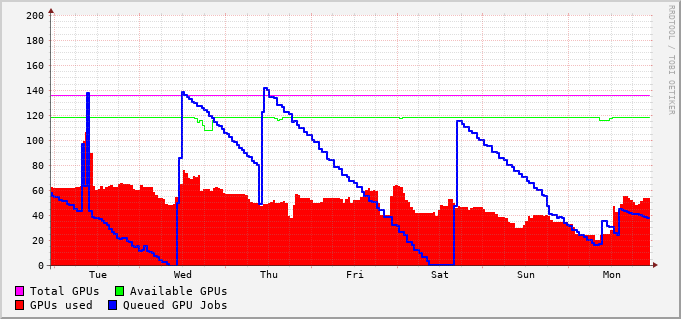 200
180
160
140
120
100
80
60
40
20
0
Tue Wed Thu Fri Sat Sun Mon
Total GPUs Available GPUs
GPUs used Queued GPU Jobs
RRDTOOL / TOBI OETIKER